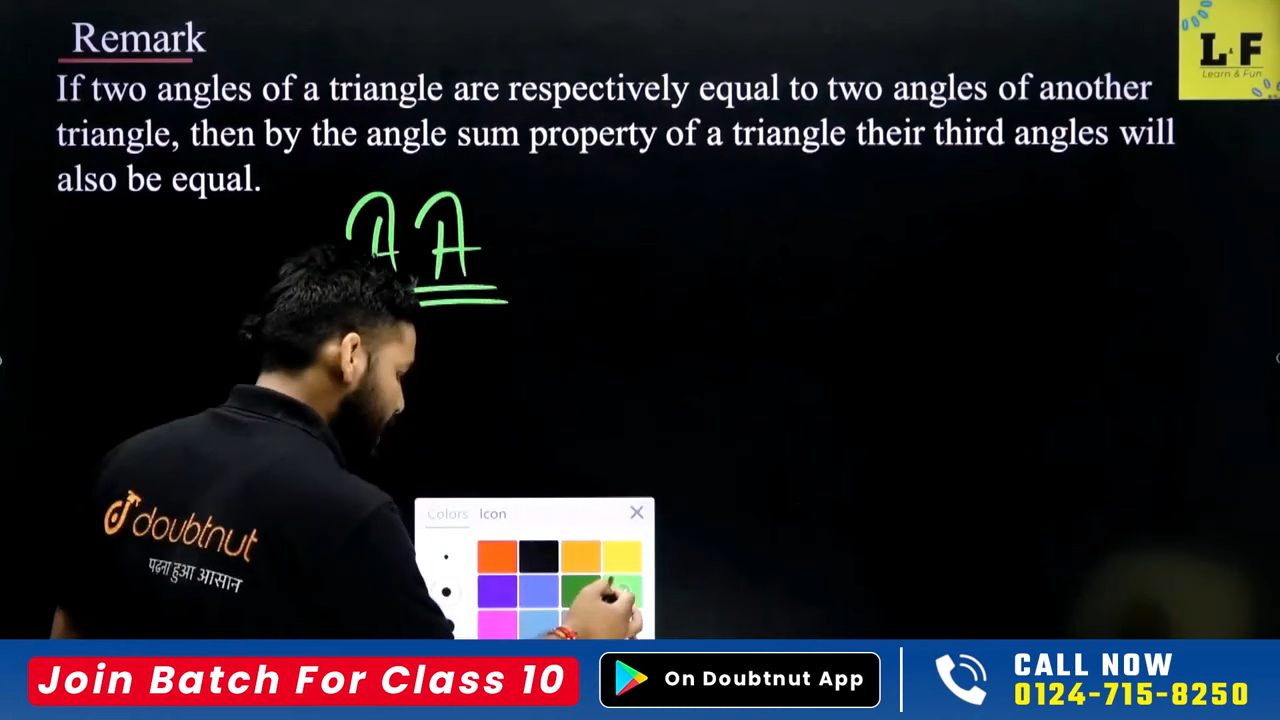 Remark
L&F
Learn & Fun
If two angles of a triangle are respectively equal to two angles of another
triangle, then by the angle sum property of a triangle their third angles will
also be equal.
AA
doubtnut
पढ़ना हुआ आसान
Colors Icon
Join Batch For Class 10
On Doubtnut App
CALL NOW
0124-715-8250